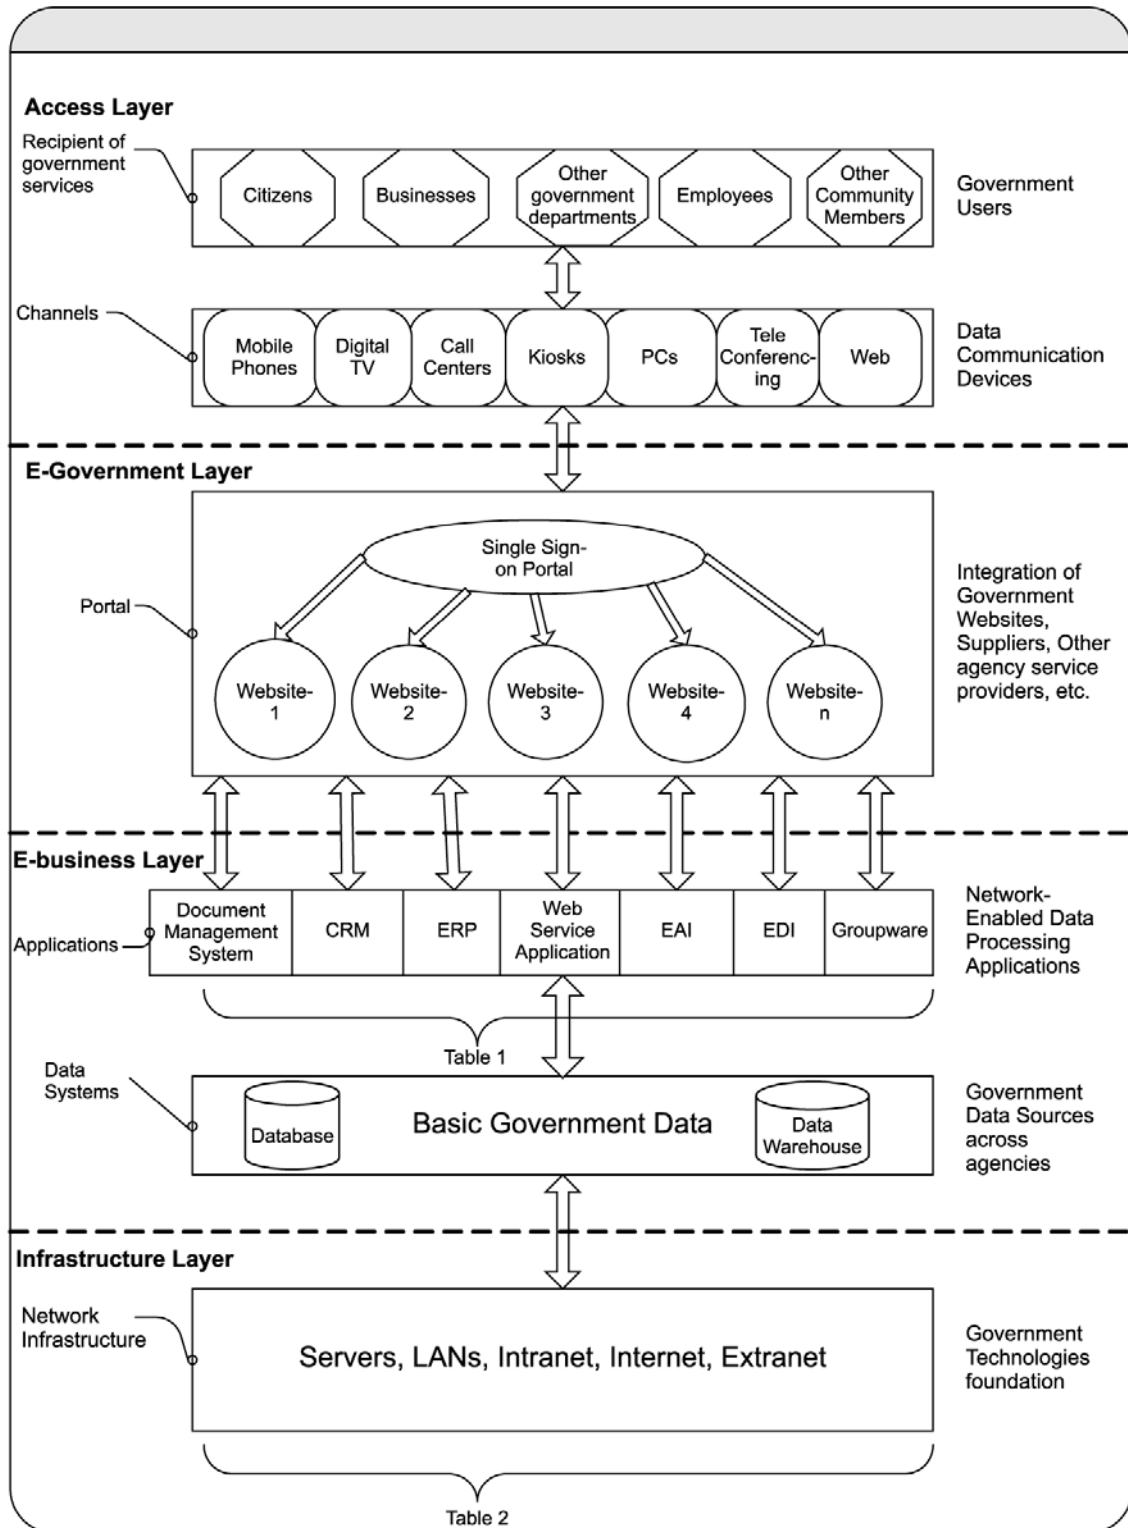 Access Layer
Recipient of
government
services
Citizens
Businesses
Other
government
departments
Employees
Other
Community
Members
Government
Users
Channels
Mobile
Phones
Digital
TV
Call
Centers
Kiosks
PCs
Tele
Conferenc-
ing
Web
Data
Communication
Devices
E-Government Layer
Single Sign-
on Portal
Portal
Website-
1
Website-
2
Website-
3
Website-
4
Website-
n
Integration of
Government
Websites,
Suppliers, Other
agency service
providers, etc.
E-business Layer
Applications
Document
Management
System
CRM
ERP
Web
Service
Application
EAI
EDI
Groupware
Network-
Enabled Data
Processing
Applications
Table 1
Data
Systems
Database
Basic Government Data
Data
Warehouse
Government
Data Sources
across
agencies
Infrastructure Layer
Network
Infrastructure
Servers, LANs, Intranet, Internet, Extranet
Government
Technologies
foundation
Table 2